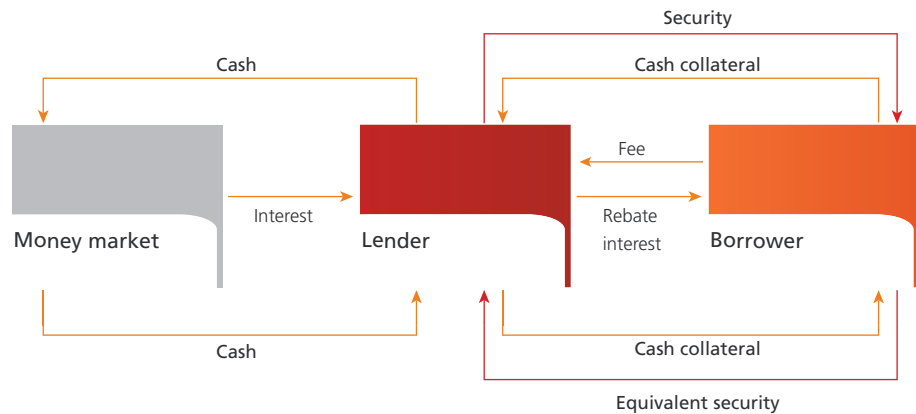 Security
Cash
Cash collateral
Fee
Interest
Rebate
interest
Money market
Lender
Borrower
Cash
Cash collateral
Equivalent security